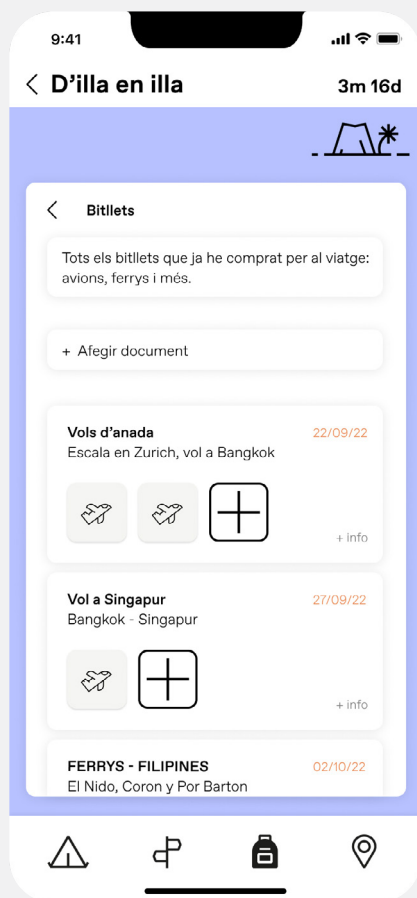 9:41
D’illa en illa 3m 16d
Bitllets
Tots els bitllets que ja he comprat per al viatge:
avions, ferrys i més.
+ Afegir document
Vols d’anada 22/09/22
Escala en Zurich, vol a Bangkok
+ info
Vol a Singapur 27/09/22
Bangkok - Singapur
+ info
FERRYS - FILIPINES 02/10/22
El Nido, Coron y Por Barton